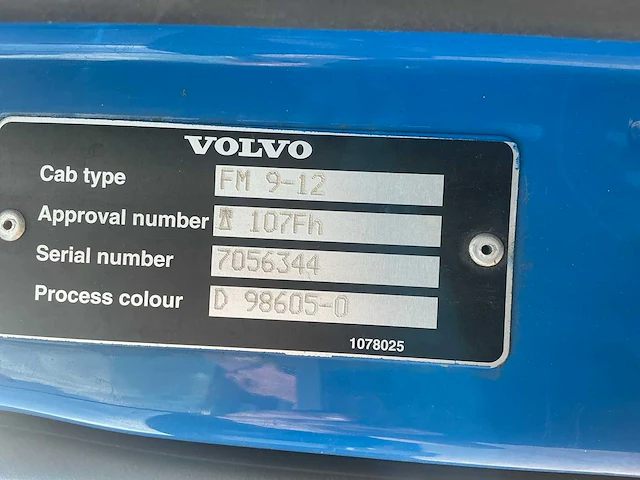 VOLVO
Cab type FM 9-12
Approval number 107Fh
Serial number 7056344
Process colour D 98605-0
1078025